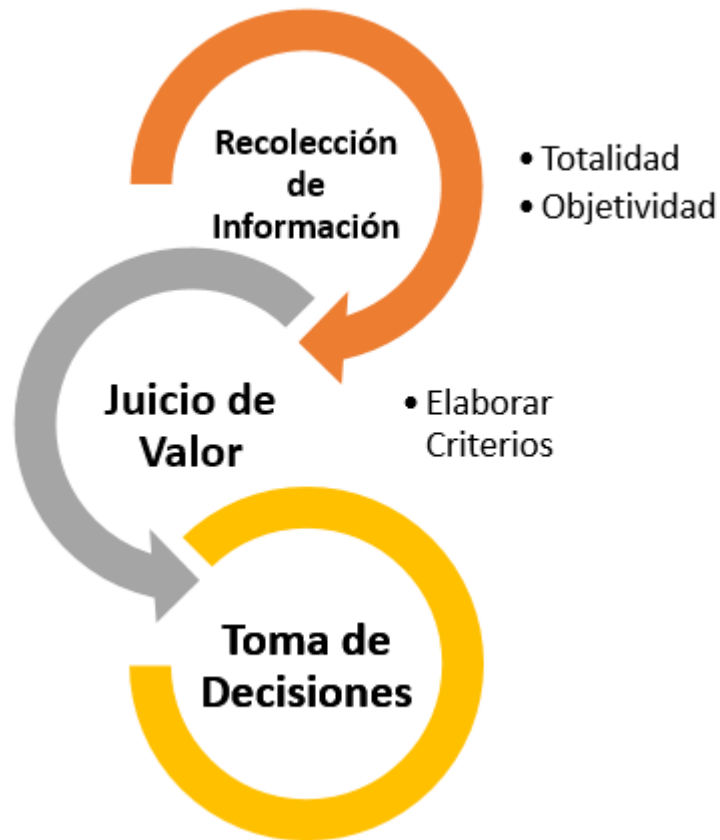 Recolección
de
Información
• Totalidad
• Objetividad
Juicio de
Valor
• Elaborar
Criterios
Toma de
Decisiones